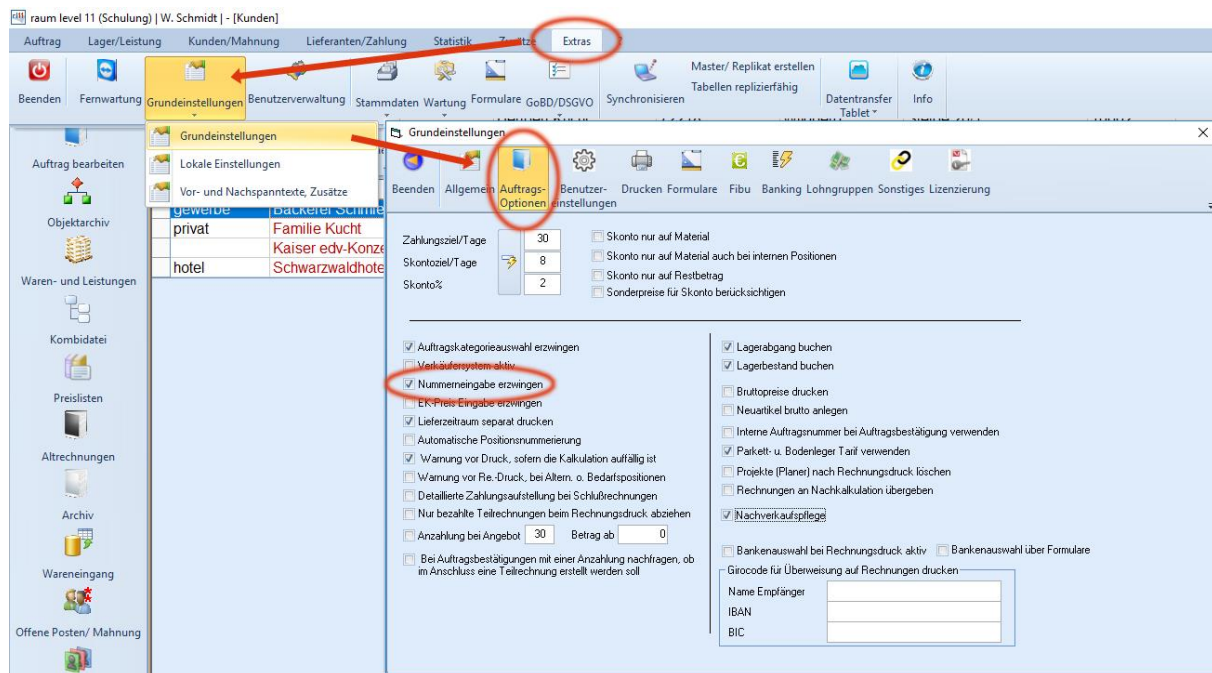 raum level 11 (Schulung) | W. Schmidt | - [Kunden]
Auftrag Lager/Leistung Kunden/Mahnung Lieferanten/Zahlung Statistik Zusätze Extras ?
Beenden Fernwartung Grundeinstellungen Benutzerverwaltung Stammdaten Wartung Formulare GoBD/DSGVO Synchronisieren
Master/ Replikat erstellen
Tabellen replizierfähig
Datentransfer
Tablet
Info
Grundeinstellungen
Lokale Einstellungen
Vor- und Nachspanntexte, Zusätze
Auftrag bearbeiten
Objektarchiv
Waren- und Leistungen
Kombidatei
Preislisten
Altrechnungen
Archiv
Wareneingang
Offene Posten/ Mahnung
gewerbe Bäckerei Schmie
privat Familie Kucht
Kaiser edv-Konze
hotel Schwarzwaldhote
Grundeinstellungen
Beenden Allgemein Auftrags-Optionen Benutzer-einstellungen Drucken Formulare Fibu Banking Lohngruppen Sonstiges Lizenzierung
Zahlungsziel/Tage 30
Skontoziel/Tage 8
Skonto% 2
Skonto nur auf Material
Skonto nur auf Material auch bei internen Positionen
Skonto nur auf Restbetrag
Sonderpreise für Skonto berücksichtigen
Auftragskategorieauswahl erzwingen
Verkäufersystem aktiv
Nummerneingabe erzwingen
EK-Preis Eingabe erzwingen
Lieferzeitraum separat drucken
Automatische Positionsnummerierung
Warnung vor Druck, sofern die Kalkulation auffällig ist
Warnung vor Re.-Druck, bei Altern. o. Bedarfspositionen
Detaillierte Zahlungsaufstellung bei Schlußrechnungen
Nur bezahlte Teilrechnungen beim Rechnungsdruck abziehen
Anzahlung bei Angebot 30 Betrag ab 0
Bei Auftragsbestätigungen mit einer Anzahlung nachfragen, ob
im Anschluss eine Teilrechnung erstellt werden soll
Lagerabgang buchen
Lagerbestand buchen
Bruttopreise drucken
Neuartikel brutto anlegen
Interne Auftragsnummer bei Auftragsbestätigung verwenden
Parkett- u. Bodenleger Tarif verwenden
Projekte (Planer) nach Rechnungsdruck löschen
Rechnungen an Nachkalkulation übergeben
Nachverkaufspflege
Bankenauswahl bei Rechnungsdruck aktiv Bankenauswahl über Formulare
Girocode für Überweisung auf Rechnungen drucken
Name Empfänger
IBAN
BIC